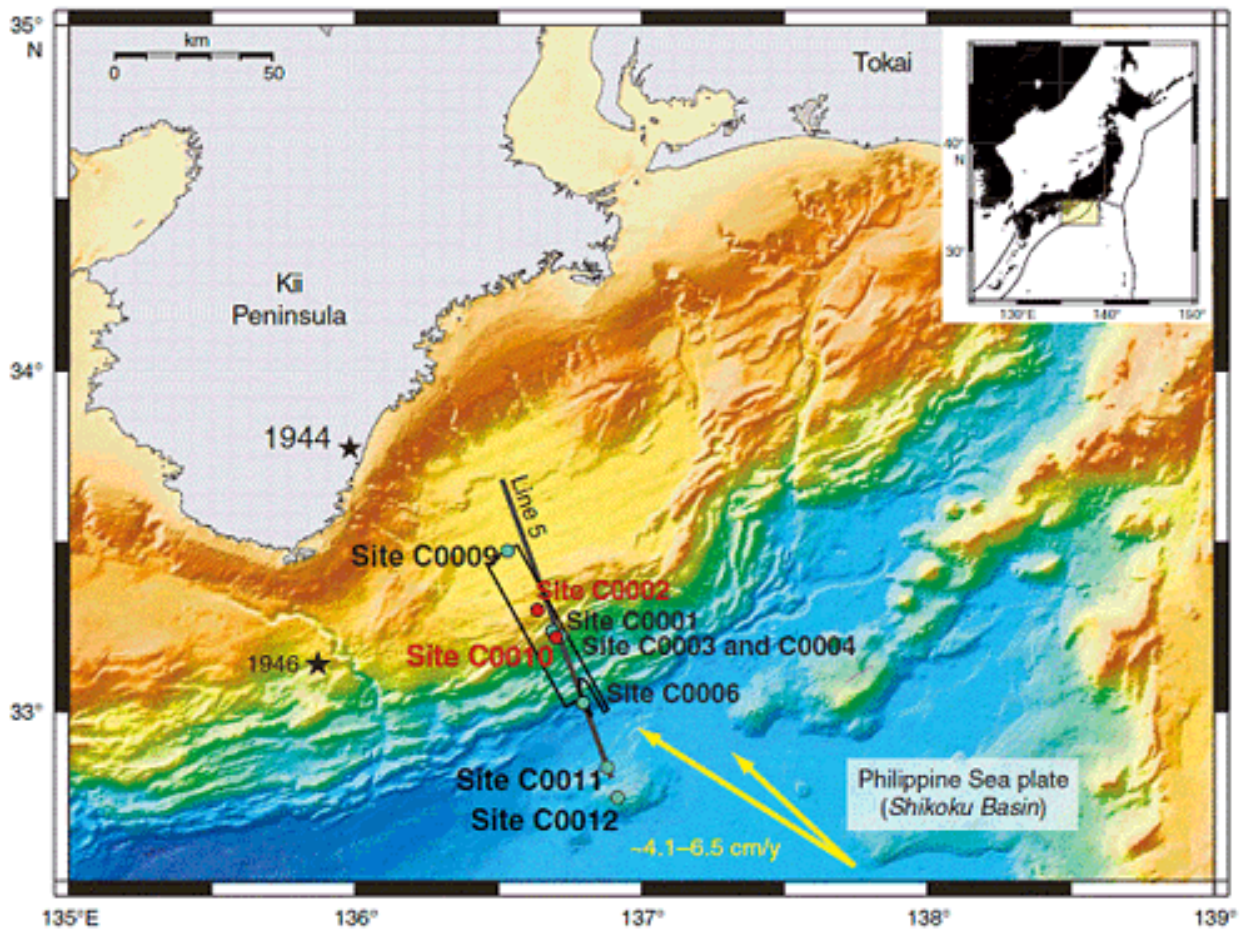 35°
N
km
0 50
Tokai
40°
N
30°
130°E 140° 150°
Kii
Peninsula
34°
1944
Line 5
Site C0009
Site C0002
Site C0001
Site C0003 and C0004
Site C0010
1946
Site C0006
33°
Site C0011
Philippine Sea plate
(Shikoku Basin)
Site C0012
~4.1–6.5 cm/y
135°E 136° 137° 138° 139°